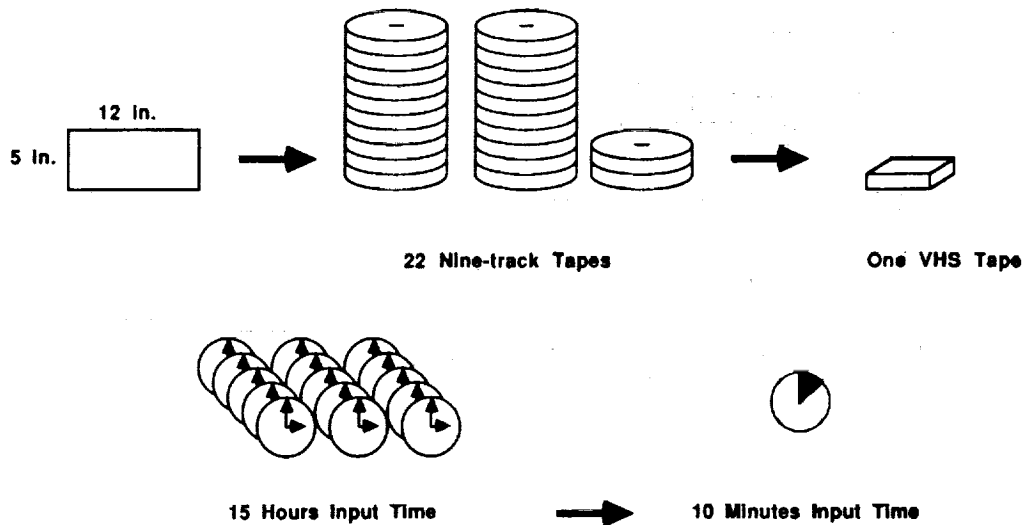 12 in.
5 in.
22 Nine-track Tapes
One VHS Tape
15 Hours Input Time
10 Minutes Input Time